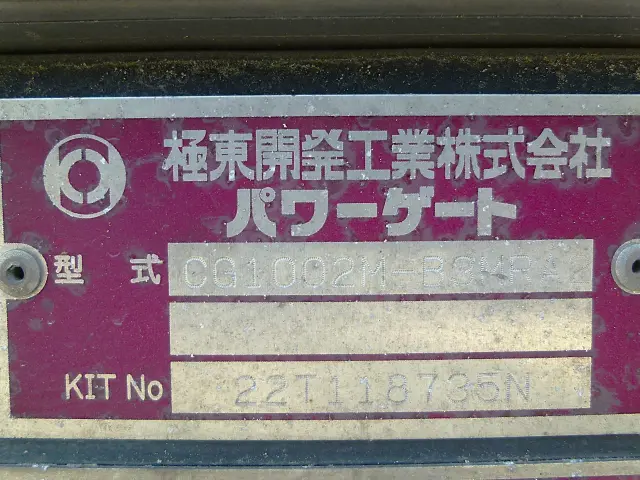 極東開発工業株式会社
パワーゲート
型式 CG1002M-BSMRA
KIT No 22T118735N